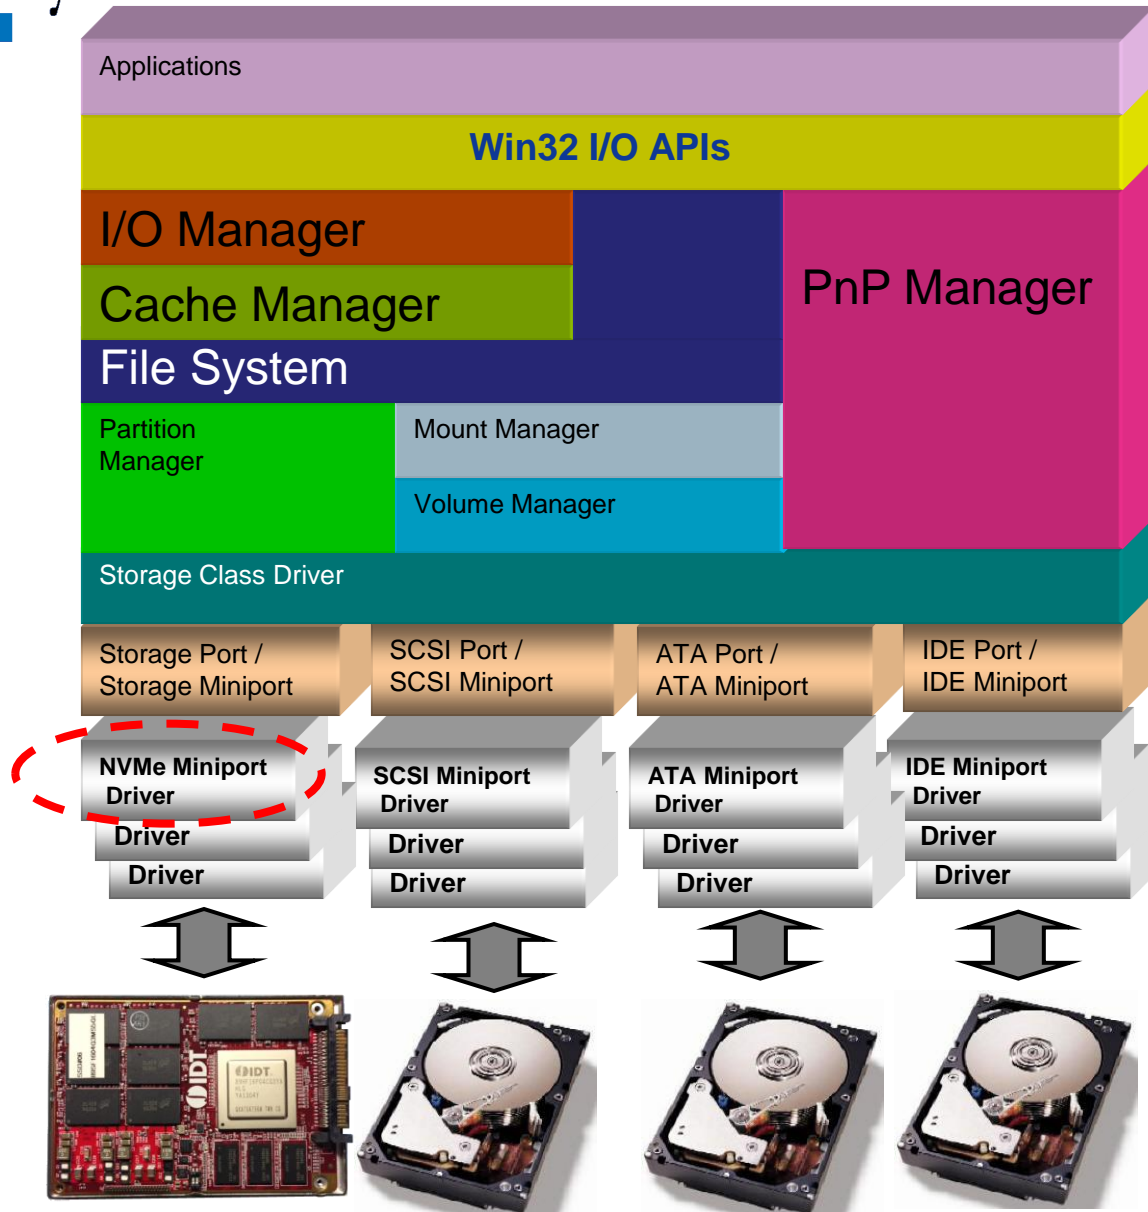 Applications
Win32 I/O APIs
I/O Manager
Cache Manager
PnP Manager
File System
Partition
Manager
Mount Manager
Volume Manager
Storage Class Driver
Storage Port /
Storage Miniport
SCSI Port /
SCSI Miniport
ATA Port /
ATA Miniport
IDE Port /
IDE Miniport
NVMe Miniport
Driver
Driver
Driver
SCSI Miniport
Driver
Driver
Driver
ATA Miniport
Driver
Driver
Driver
IDE Miniport
Driver
Driver
Driver
IDT
IDT